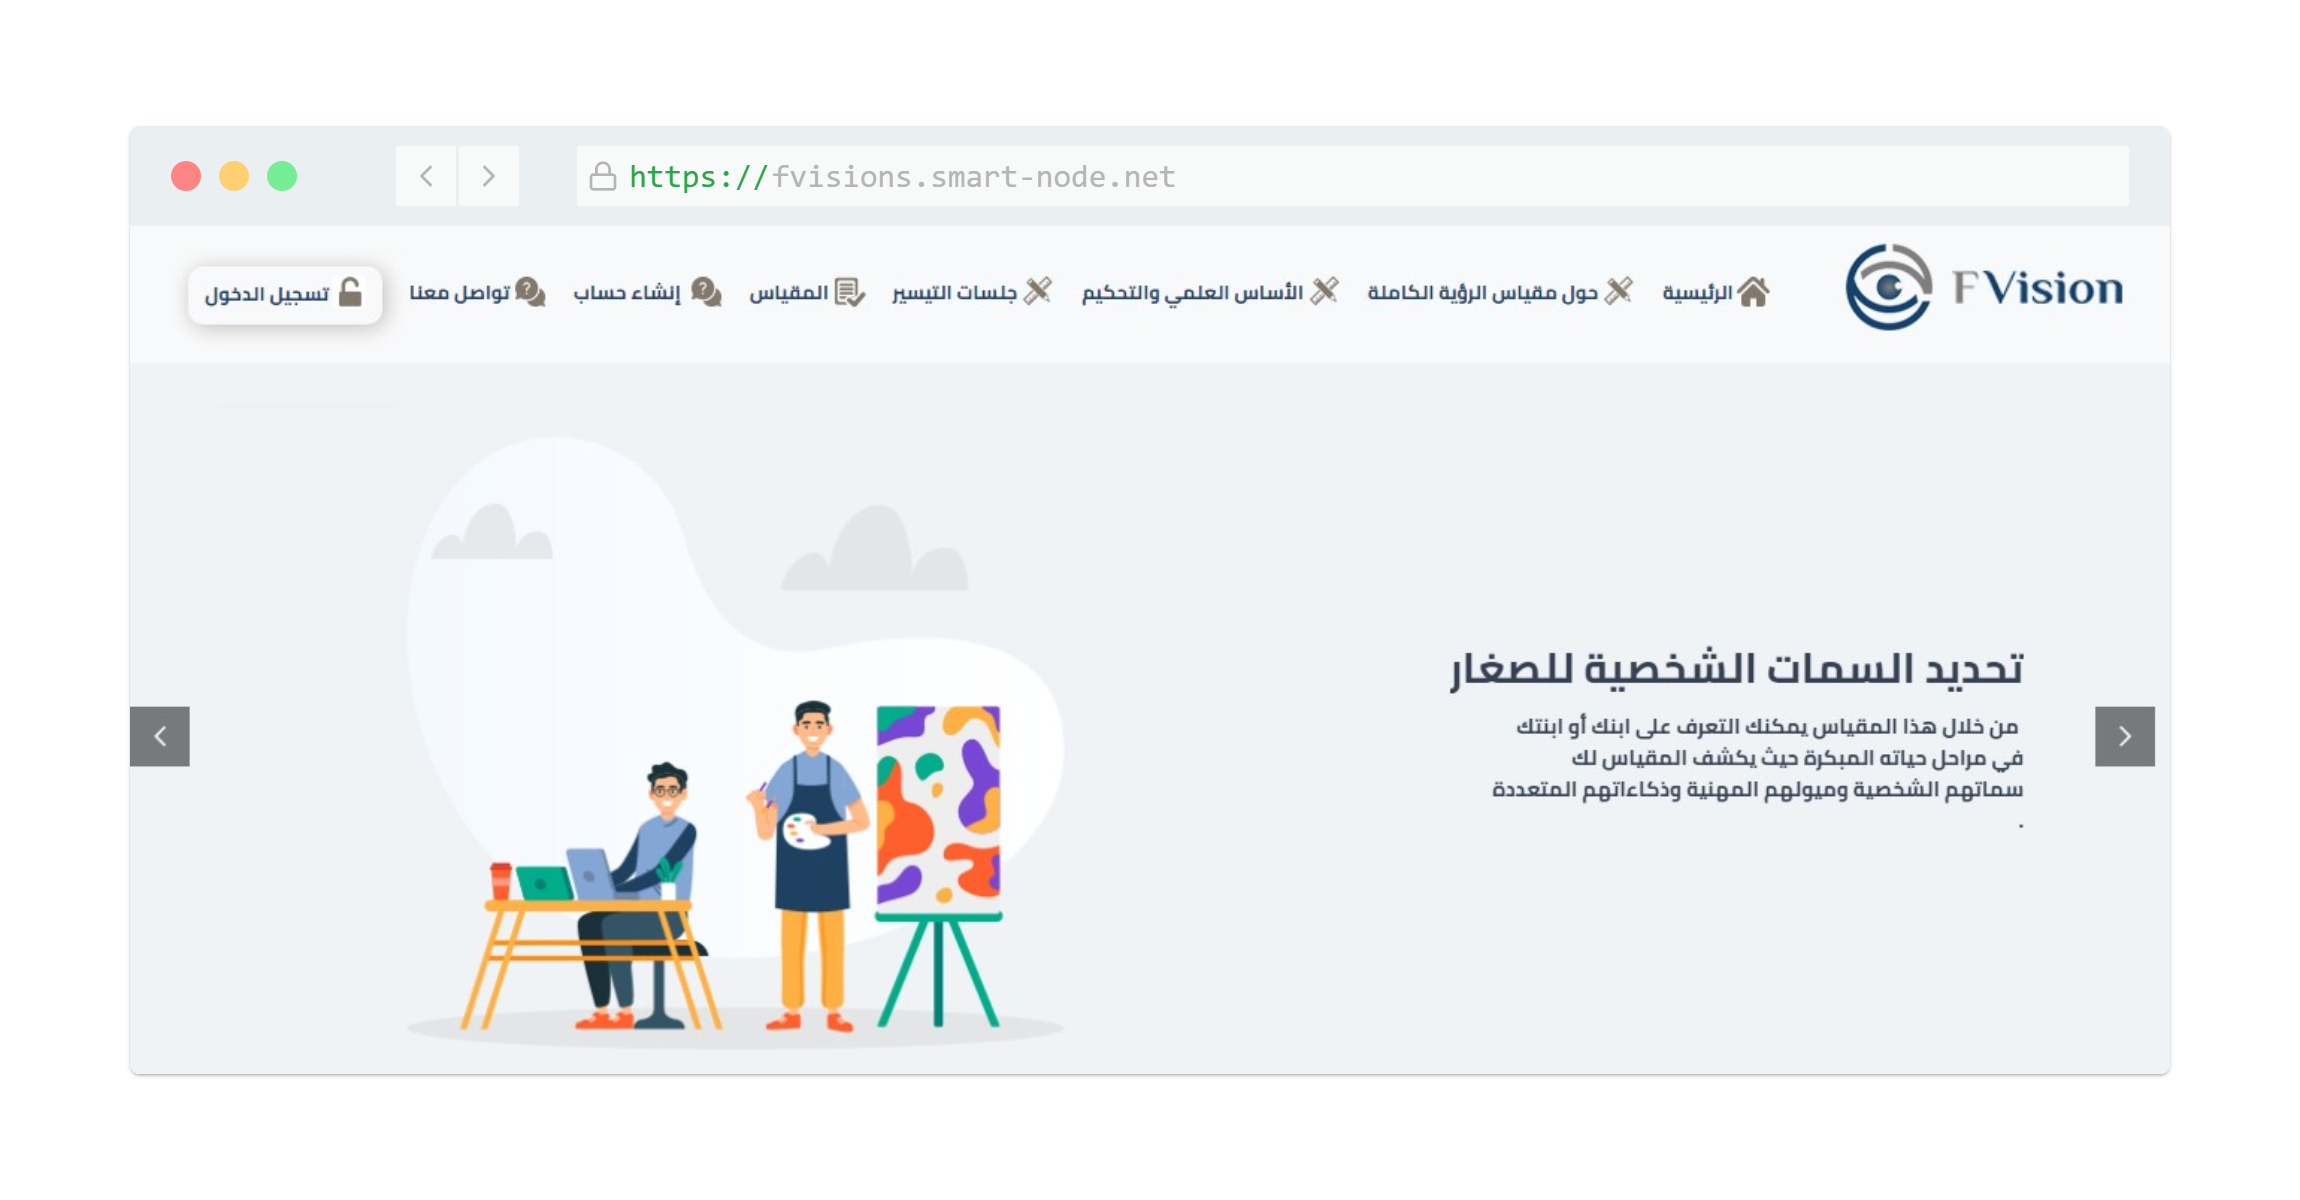 https://fvisions.smart-node.net
F Vision
الرئيسية
حول مقياس الرؤية الكاملة
الأساس العلمي والتحكيم
جلسات التيسير
المقياس
إنشاء حساب
تواصل معنا
تسجيل الدخول
تحديد السمات الشخصية للصغار
من خلال هذا المقياس يمكنك التعرف على ابنك أو ابنتك
في مراحل حياته المبكرة حيث يكشف المقياس لك
سماتهم الشخصية وميولهم المهنية وذكاءاتهم المتعددة
.